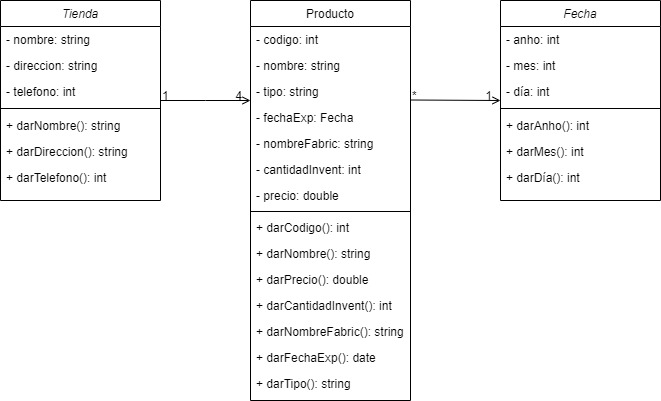 Tienda
- nombre: string
- direccion: string
- telefono: int
+ darNombre(): string
+ darDireccion(): string
+ darTelefono(): int
1
4
Producto
- codigo: int
- nombre: string
- tipo: string
- fechaExp: Fecha
- nombreFabric: string
- cantidadInvent: int
- precio: double
+ darCodigo(): int
+ darNombre(): string
+ darPrecio(): double
+ darCantidadInvent(): int
+ darNombreFabric(): string
+ darFechaExp(): date
+ darTipo(): string
*
1
Fecha
- anho: int
- mes: int
- día: int
+ darAnho(): int
+ darMes(): int
+ darDía(): int